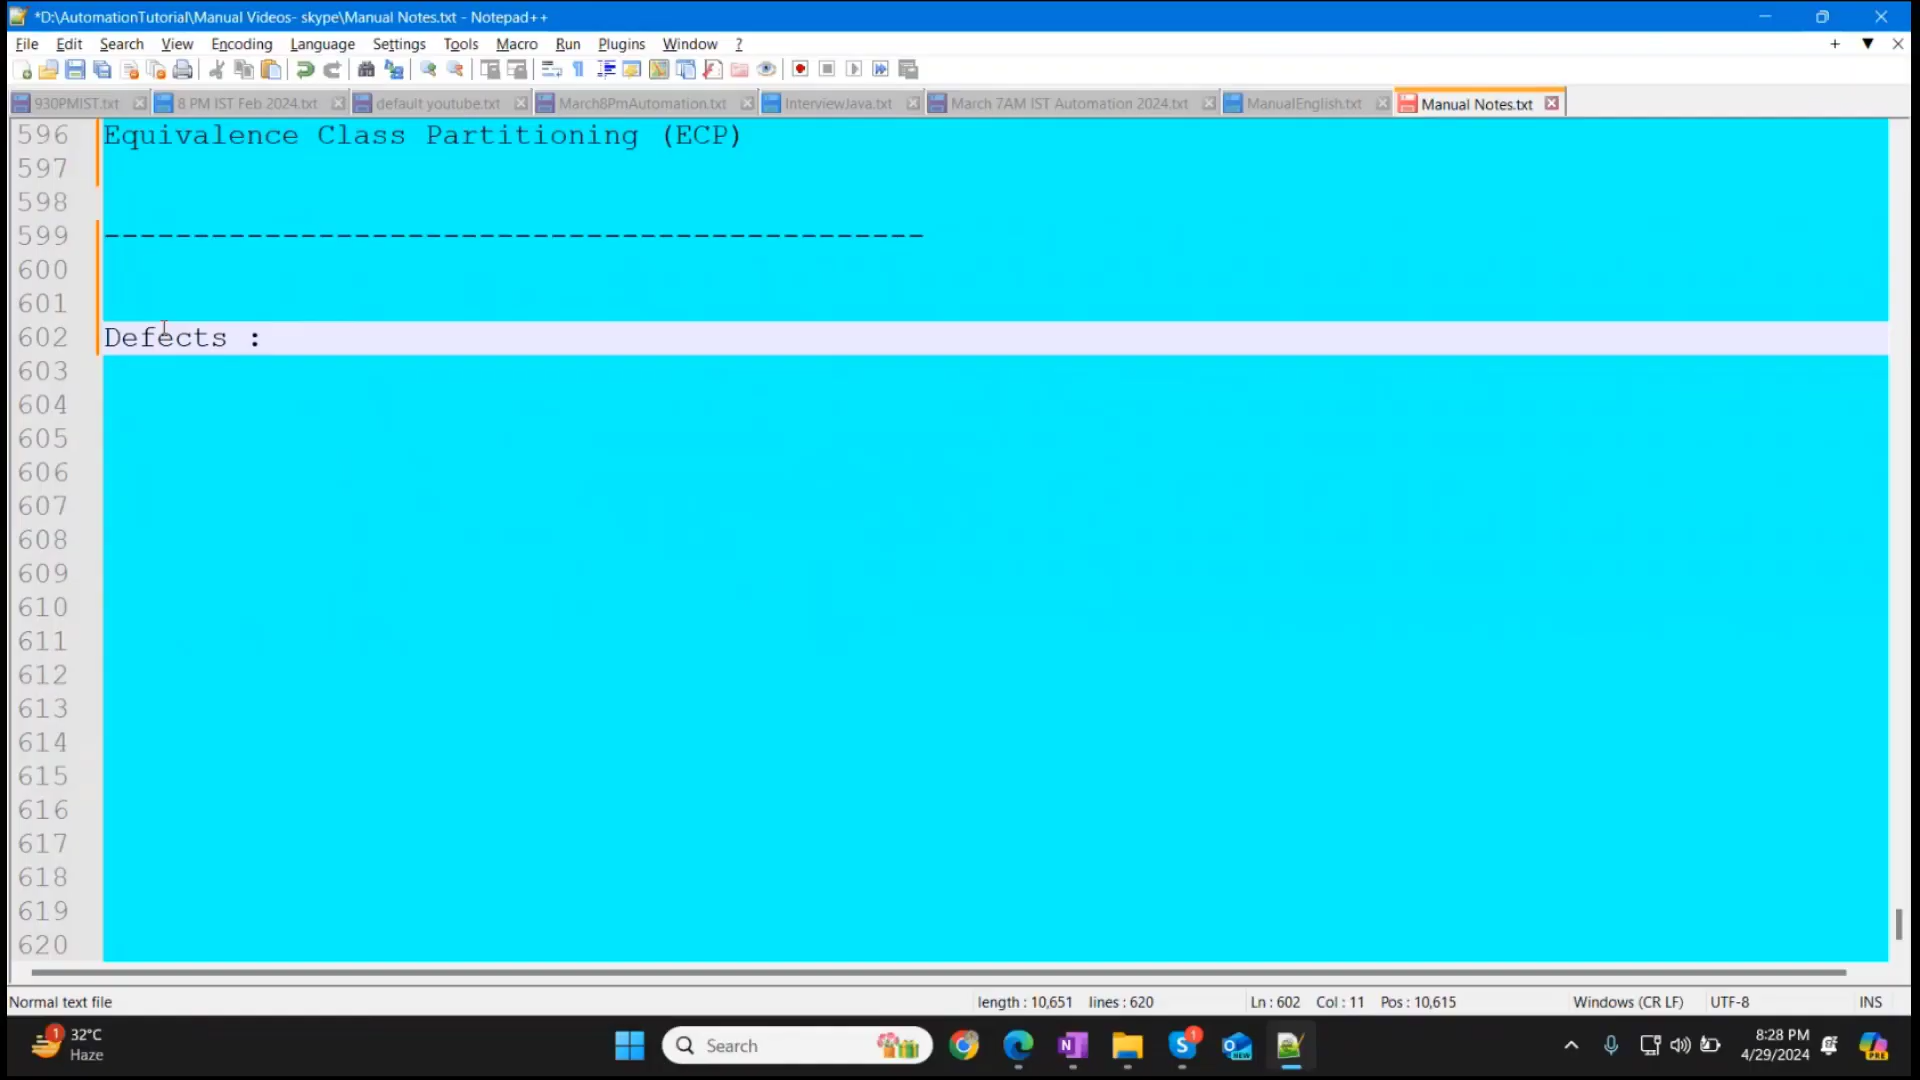 *D:\AutomationTutorial\Manual Videos- skype\Manual Notes.txt - Notepad++
File Edit Search View Encoding Language Settings Tools Macro Run Plugins Window ?
930PMIST.txt 8 PM IST Feb 2024.txt default youtube.txt March8PmAutomation.txt InterviewJava.txt March 7AM IST Automation 2024.txt ManualEnglish.txt Manual Notes.txt
596 Equivalence Class Partitioning (ECP)
597
598
599 ----------------------------------------------
600
601
602 Defects :
603
604
605
606
607
608
609
610
611
612
613
614
615
616
617
618
619
620
Normal text file length : 10,651 lines : 620 Ln : 602 Col : 11 Pos : 10,615 Windows (CR LF) UTF-8 INS
1 32°C
Haze
Search
1
8:28 PM
4/29/2024